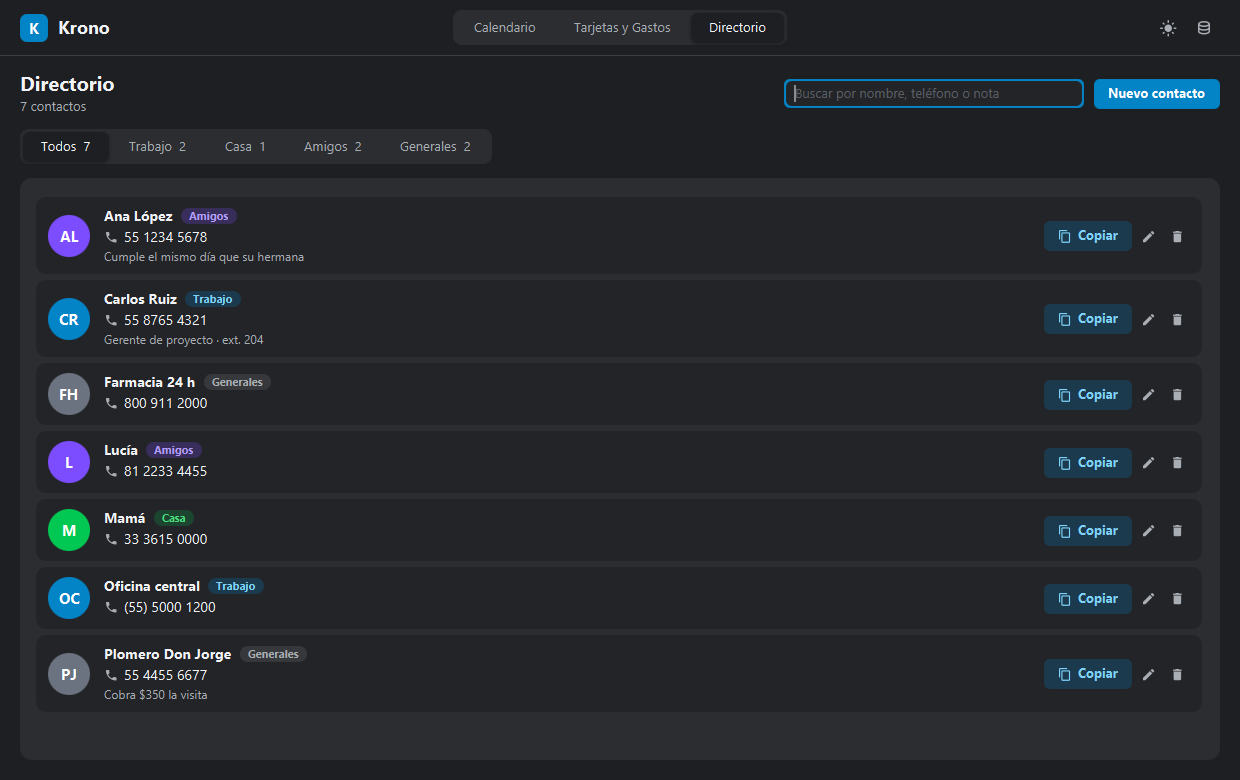 K Krono
Calendario Tarjetas y Gastos Directorio
Directorio
7 contactos
Buscar por nombre, teléfono o nota
Nuevo contacto
Todos 7 Trabajo 2 Casa 1 Amigos 2 Generales 2
AL
Ana López Amigos
55 1234 5678
Cumple el mismo día que su hermana
Copiar
CR
Carlos Ruiz Trabajo
55 8765 4321
Gerente de proyecto · ext. 204
Copiar
FH
Farmacia 24 h Generales
800 911 2000
Copiar
L
Lucía Amigos
81 2233 4455
Copiar
M
Mamá Casa
33 3615 0000
Copiar
OC
Oficina central Trabajo
(55) 5000 1200
Copiar
PJ
Plomero Don Jorge Generales
55 4455 6677
Cobra $350 la visita
Copiar